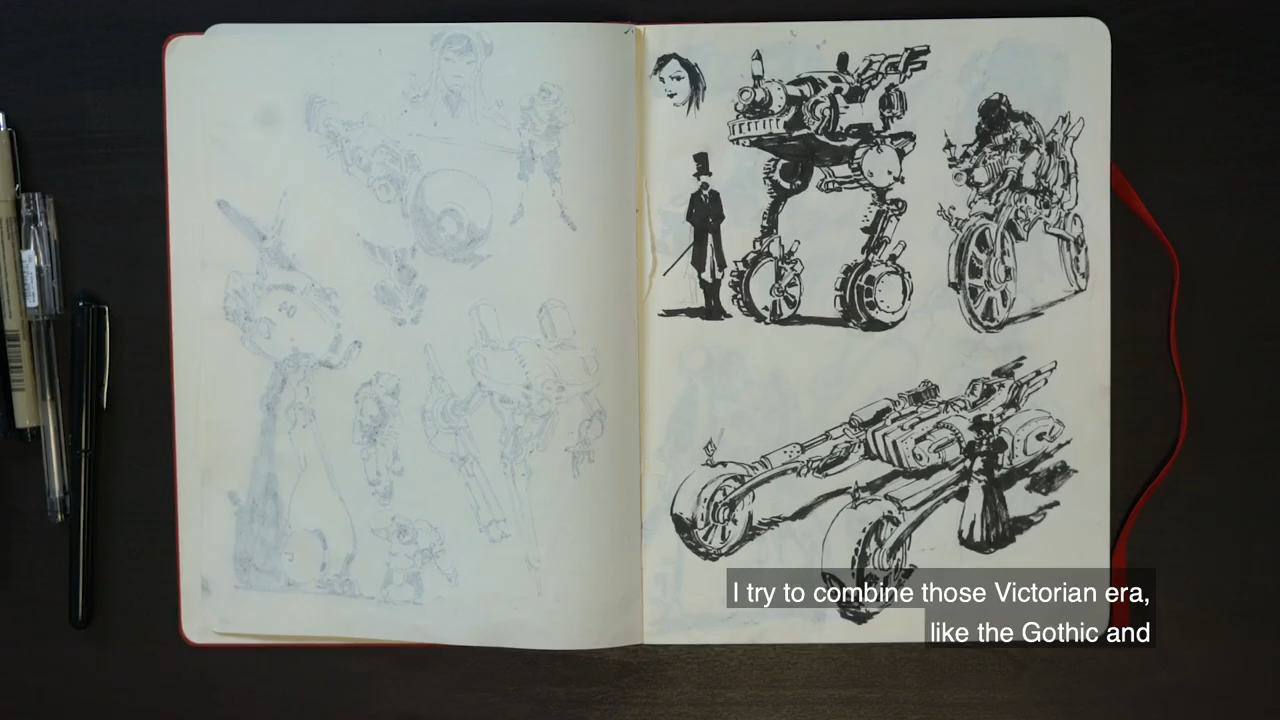 I try to combine those Victorian era,
like the Gothic and